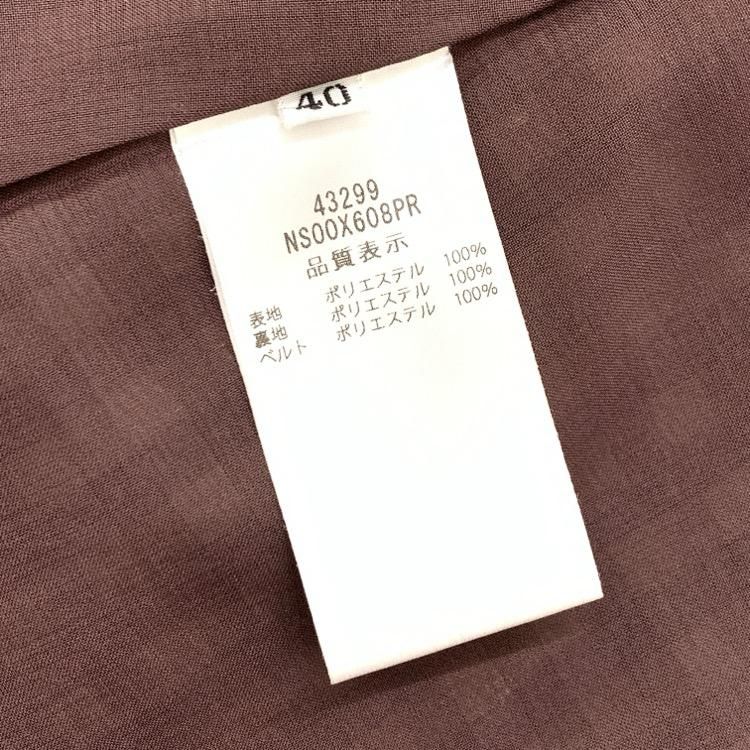 40
43299
NS00X608PR
品質表示
表地 ポリエステル 100%
裏地 ポリエステル 100%
ベルト ポリエステル 100%